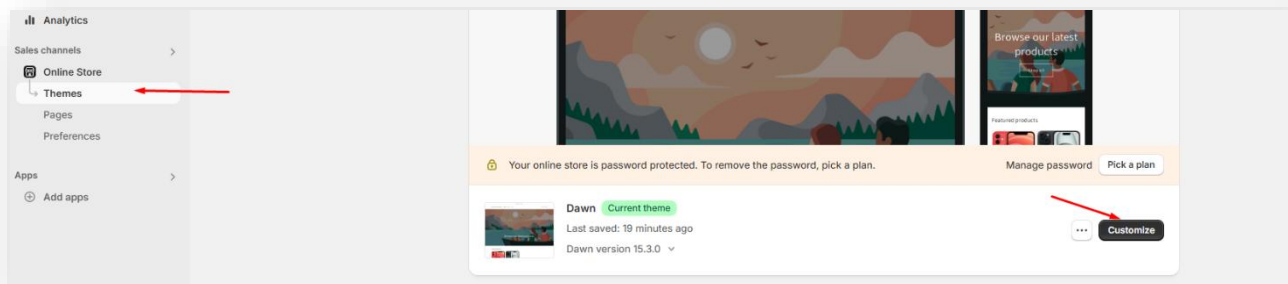 Analytics
Sales channels
Online Store
Themes
Pages
Preferences
Apps
Add apps
Browse our latest
products
Featured products
Your online store is password protected. To remove the password, pick a plan.
Manage password
Pick a plan
Dawn
Current theme
Last saved: 19 minutes ago
Dawn version 15.3.0
Customize